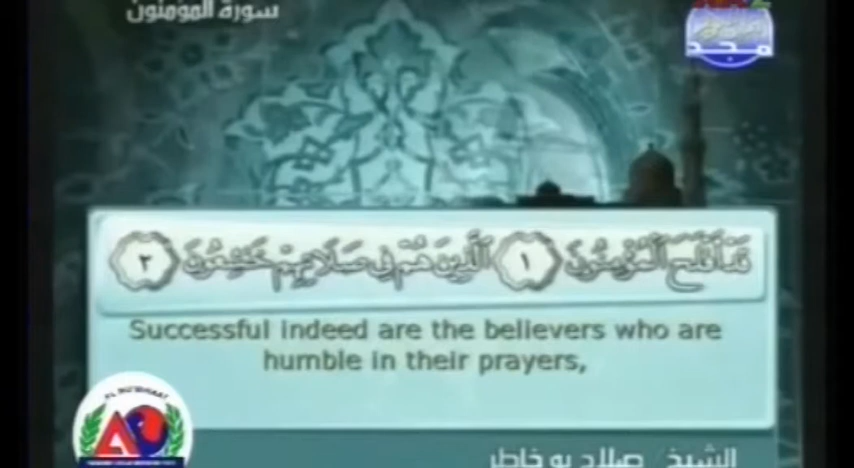 سورة المؤمنون
مجد
قَدْ أَفْلَحَ الْمُؤْمِنُونَ ١ الَّذِينَ هُمْ فِي صَلَاتِهِمْ خَاشِعُونَ ٢
Successful indeed are the believers who are
humble in their prayers,
الشيخ صلاح بو خاطر